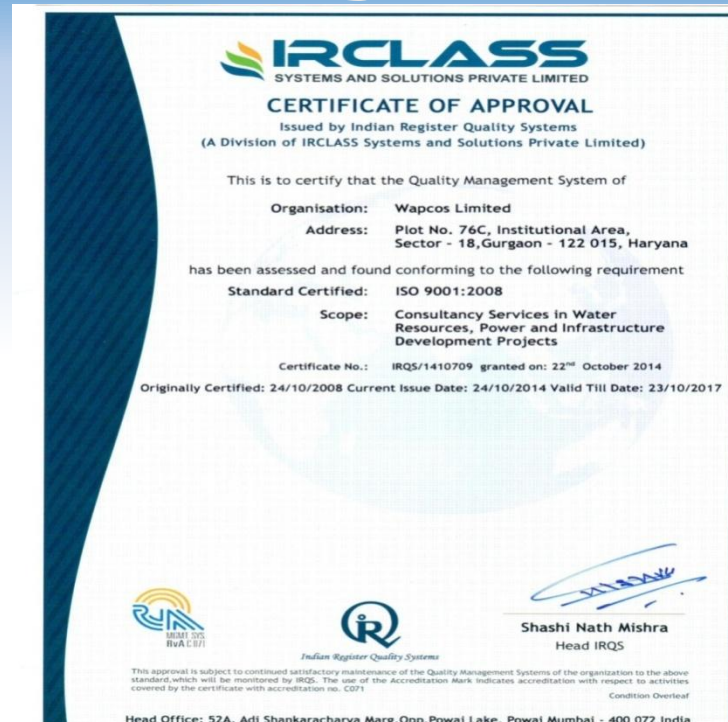 IRCLASS
SYSTEMS AND SOLUTIONS PRIVATE LIMITED
CERTIFICATE OF APPROVAL
Issued by Indian Register Quality Systems
(A Division of IRCLASS Systems and Solutions Private Limited)
This is to certify that the Quality Management System of
Organisation: Wapcos Limited
Address: Plot No. 76C, Institutional Area,
Sector - 18,Gurgaon - 122 015, Haryana
has been assessed and found conforming to the following requirement
Standard Certified: ISO 9001:2008
Scope: Consultancy Services in Water
Resources, Power and Infrastructure
Development Projects
Certificate No.: IRQS/1410709 granted on: 22nd October 2014
Originally Certified: 24/10/2008 Current Issue Date: 24/10/2014 Valid Till Date: 23/10/2017
MGMT SYS
RvA C 071
Indian Register Quality Systems
Shashi Nath Mishra
Head IRQS
This approval is subject to continued satisfactory maintenance of the Quality Management Systems of the organization to the above
standard,which will be monitored by IRQS. The use of the Accreditation Mark indicates accreditation with respect to activities
covered by the certificate with accreditation no. C071
Condition Overleaf
Head Office: 52A, Adi Shankaracharya Marg,Opp.Powai Lake, Powai,Mumbai - 400 072,India